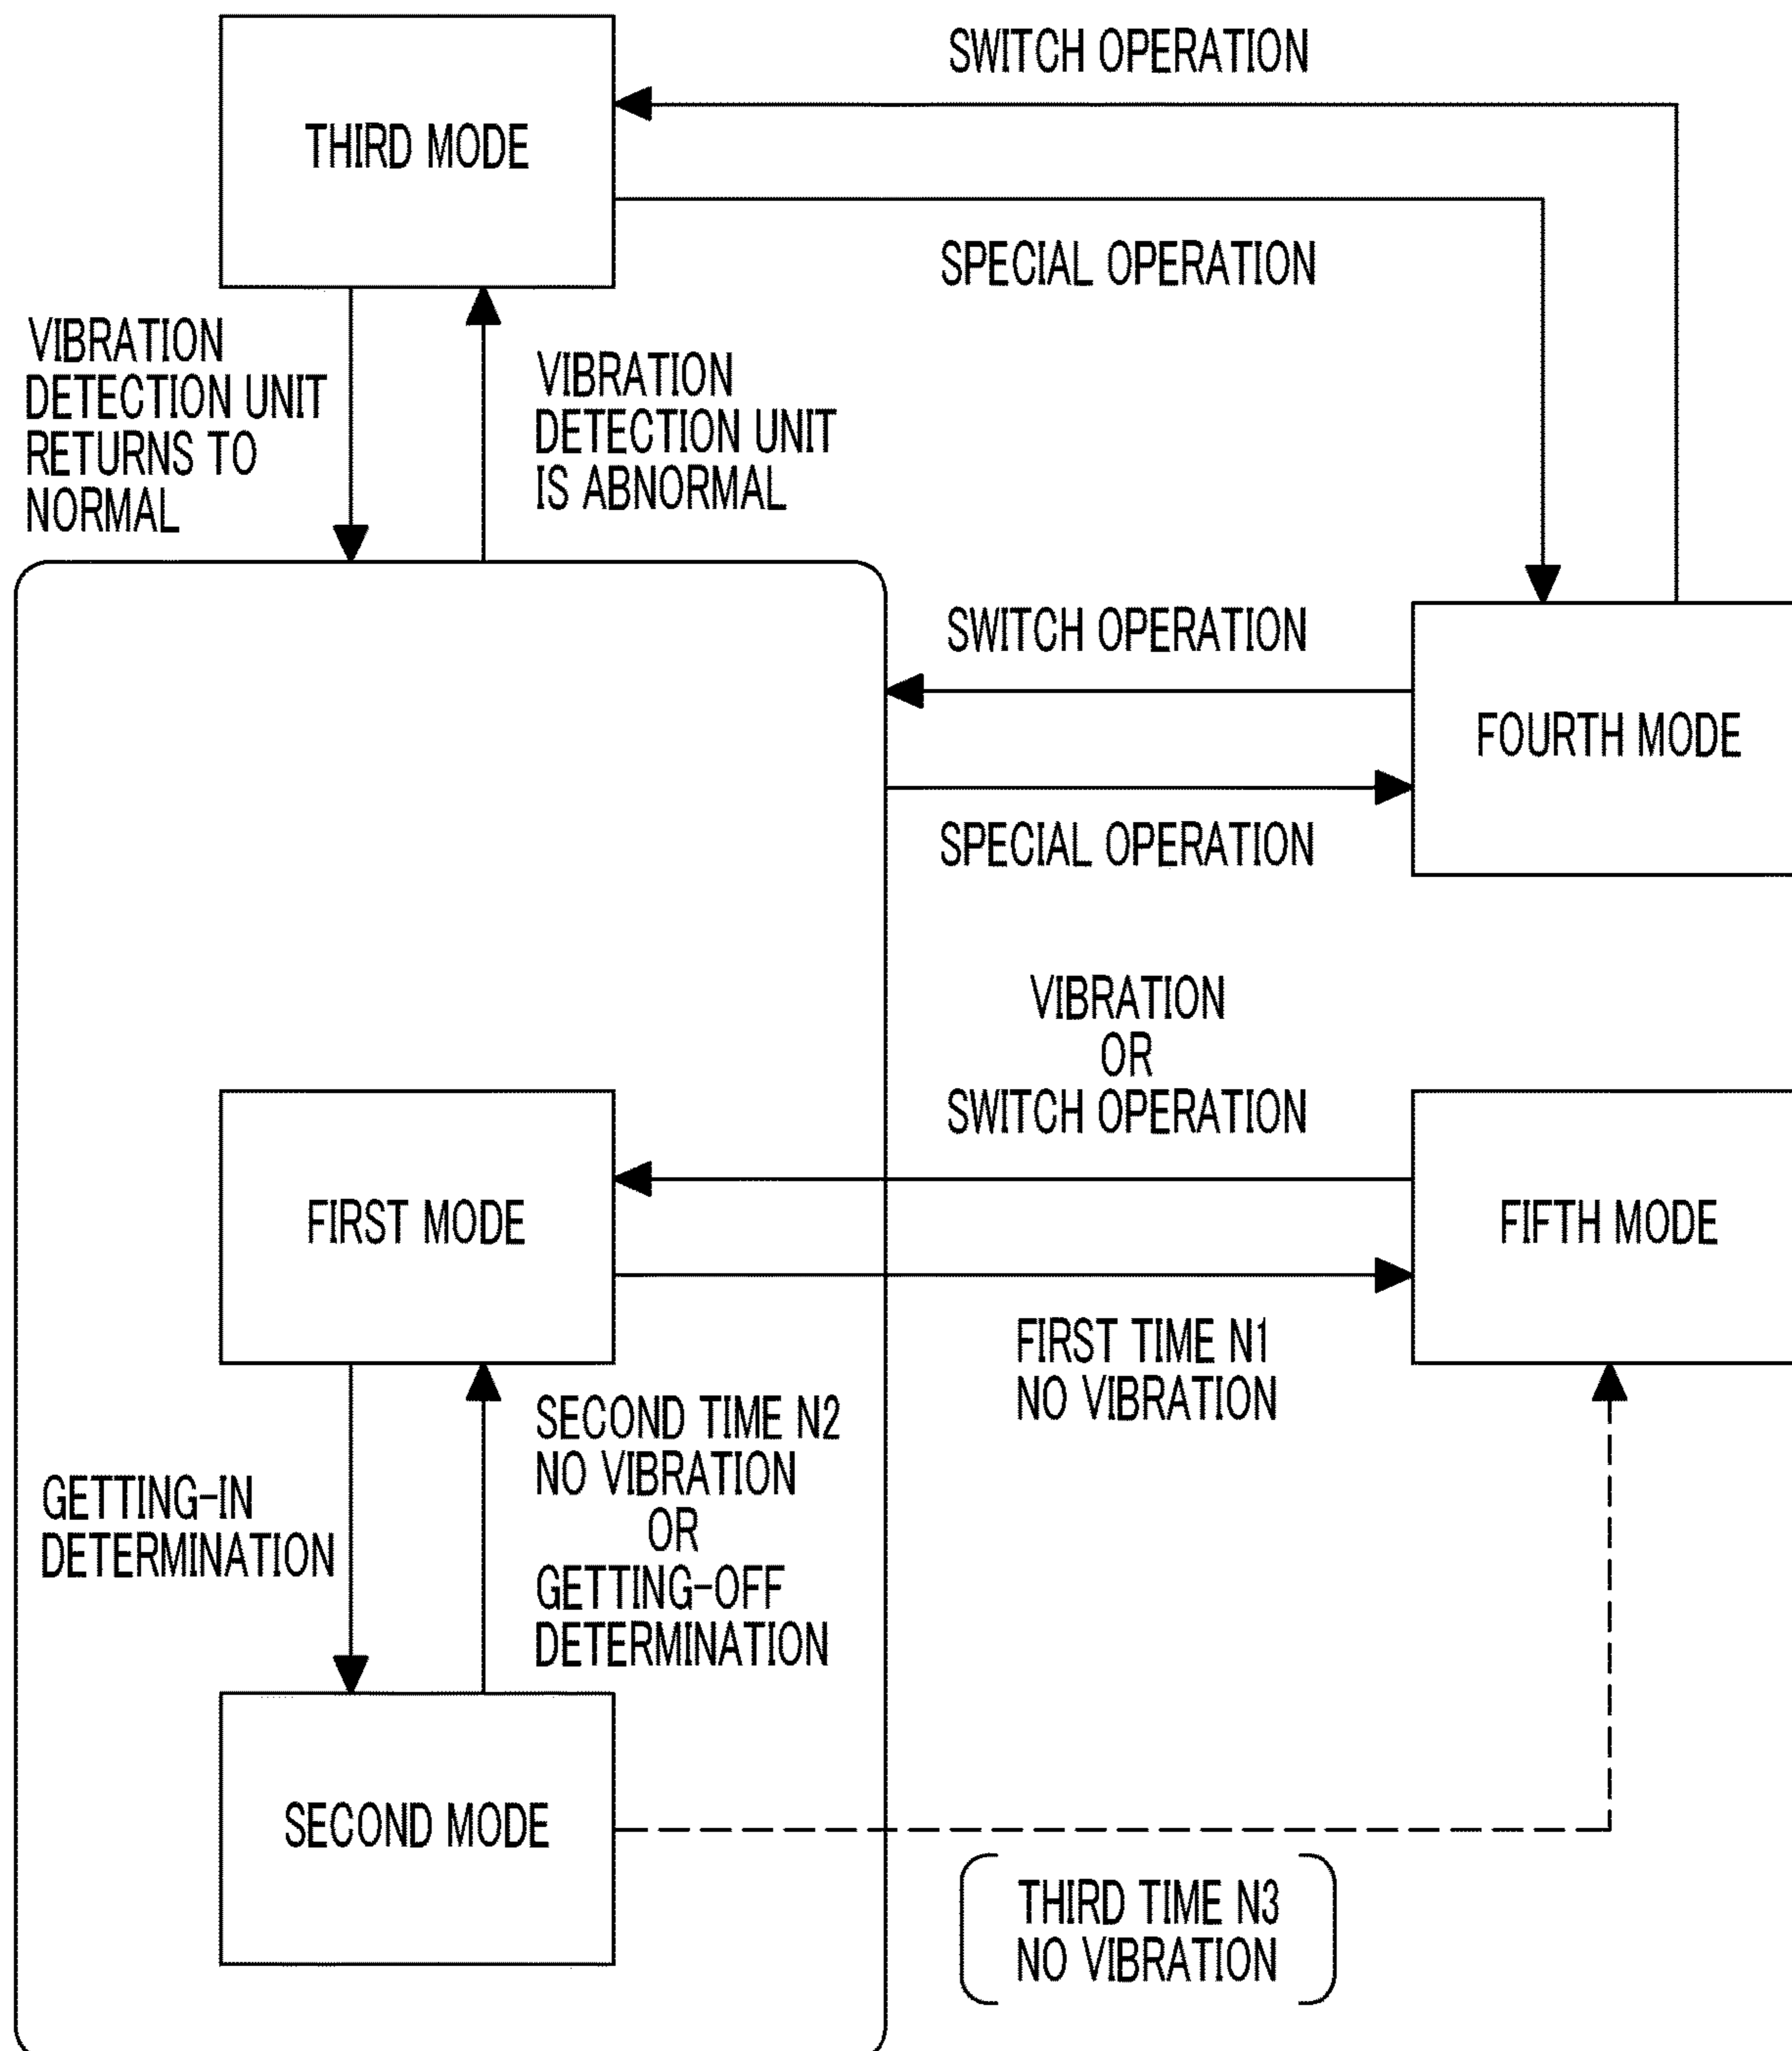 SWITCH OPERATION
THIRD MODE
SPECIAL OPERATION
VIBRATION
DETECTION UNIT
RETURNS TO
NORMAL
VIBRATION
DETECTION UNIT
IS ABNORMAL
SWITCH OPERATION
FOURTH MODE
SPECIAL OPERATION
VIBRATION
OR
SWITCH OPERATION
FIRST MODE
FIFTH MODE
FIRST TIME N1
NO VIBRATION
GETTING-IN
DETERMINATION
SECOND TIME N2
NO VIBRATION
OR
GETTING-OFF
DETERMINATION
SECOND MODE
THIRD TIME N3
NO VIBRATION